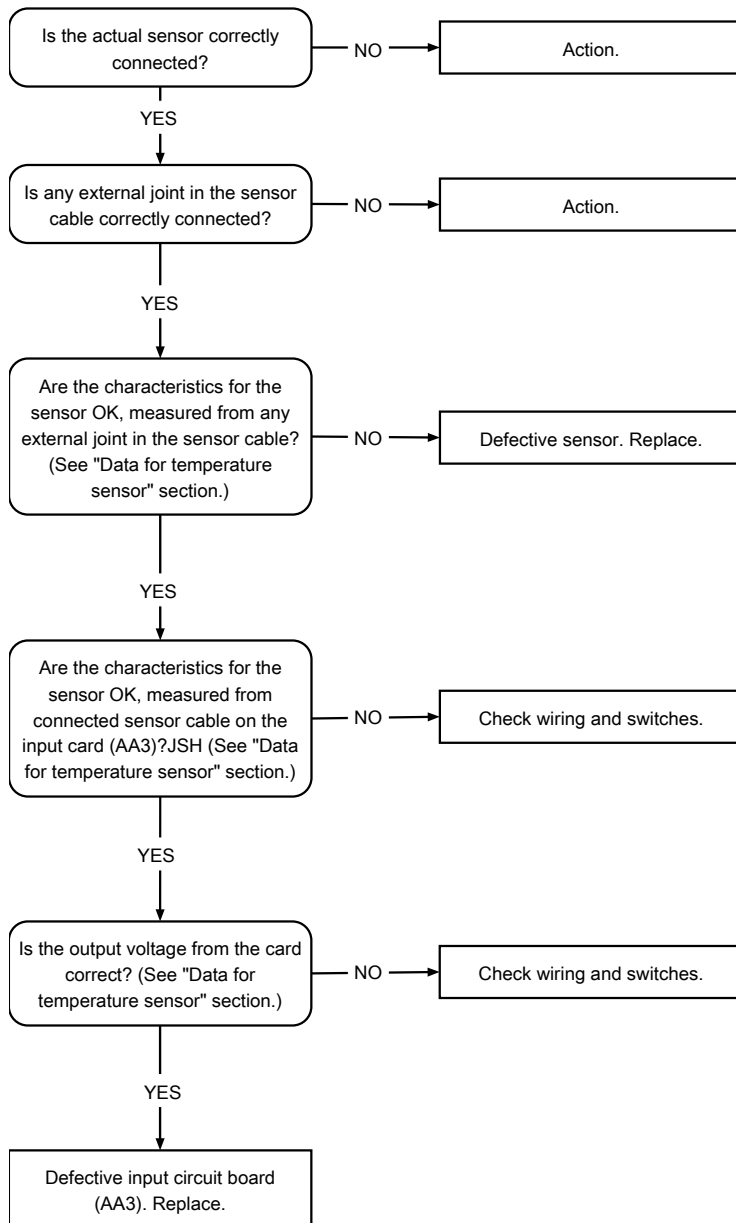 Is the actual sensor correctly
connected?
NO
Action.
YES
Is any external joint in the sensor
cable correctly connected?
NO
Action.
YES
Are the characteristics for the
sensor OK, measured from any
external joint in the sensor cable?
(See "Data for temperature
sensor" section.)
NO
Defective sensor. Replace.
YES
Are the characteristics for the
sensor OK, measured from
connected sensor cable on the
input card (AA3)?JSH (See "Data
for temperature sensor" section.)
NO
Check wiring and switches.
YES
Is the output voltage from the card
correct? (See "Data for
temperature sensor" section.)
NO
Check wiring and switches.
YES
Defective input circuit board
(AA3). Replace.